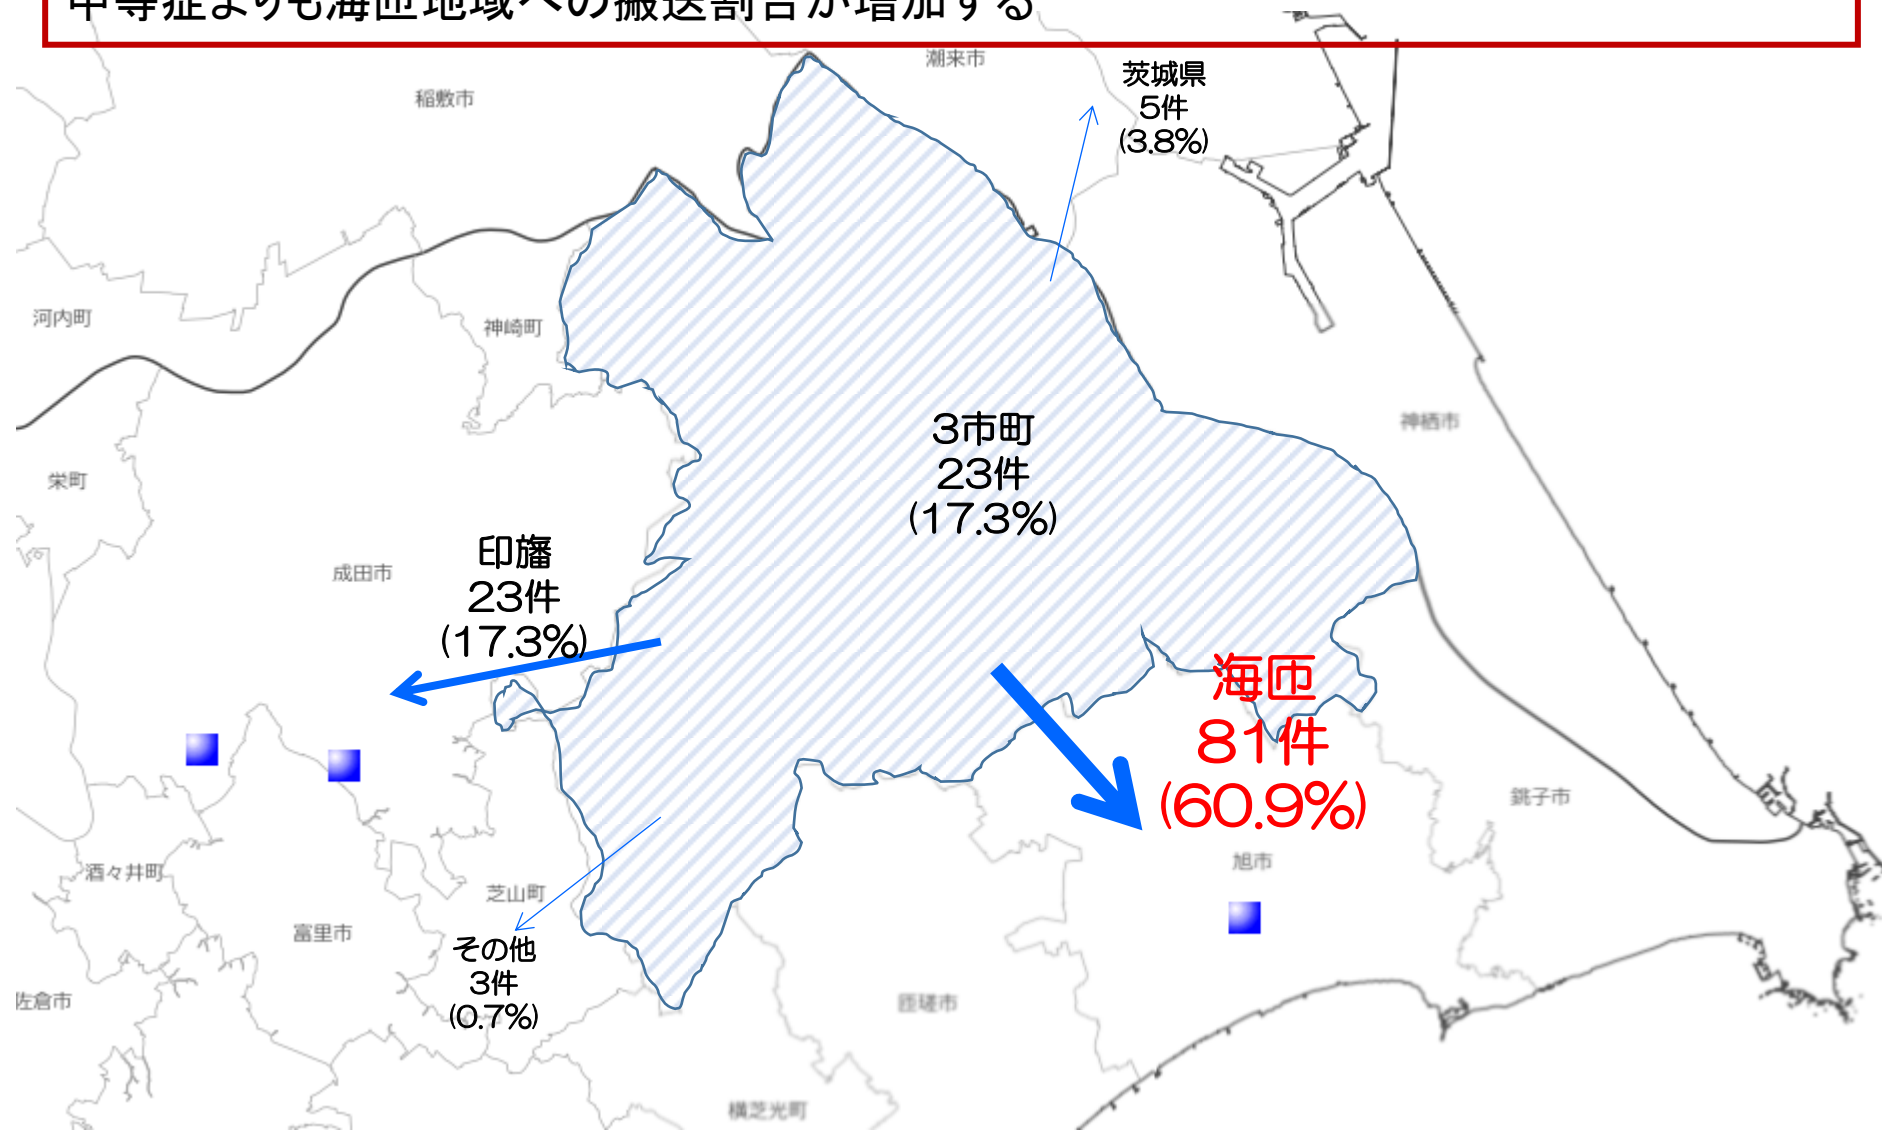 中等症よりも海匝地域への搬送割合が増加する
潮来市
茨城県
5件
(3.8%)
稲敷市
河内町
神崎町
神栖市
3市町
23件
(17.3%)
栄町
成田市
印旛
23件
(17.3%)
海匝
81件
(60.9%)
銚子市
旭市
酒々井町
芝山町
富里市
その他
3件
(0.7%)
佐倉市
匝瑳市
横芝光町